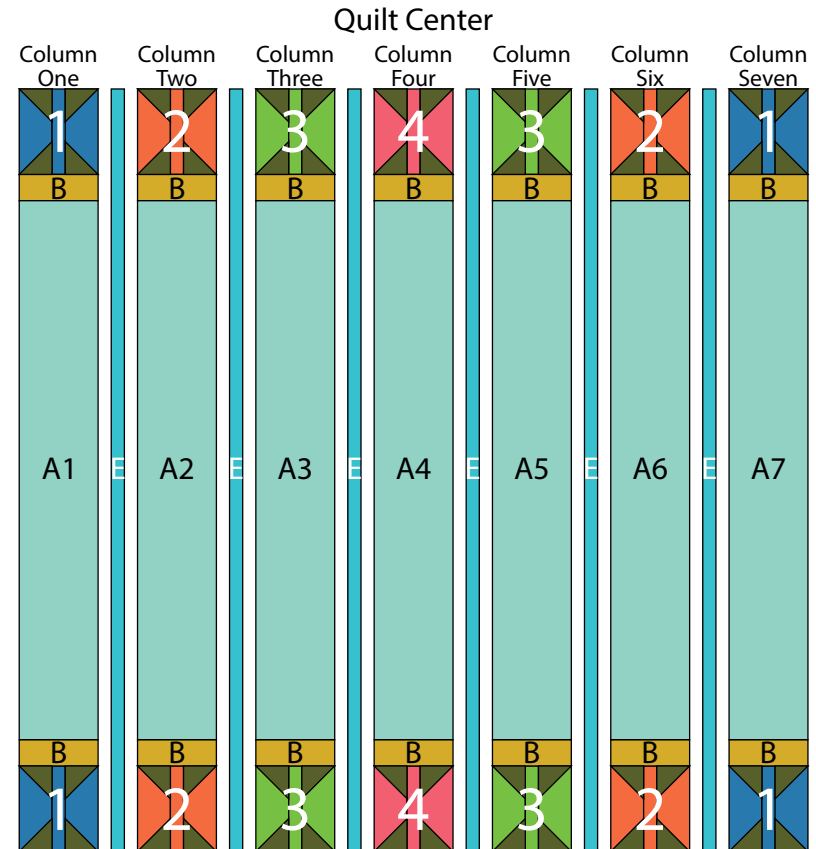 Quilt Center
Column Column Column Column Column Column Column
One Two Three Four Five Six Seven
1 2 3 4 3 2 1
B B B B B B B
A1 E A2 E A3 E A4 E A5 E A6 E A7
B B B B B B B
1 2 3 4 3 2 1